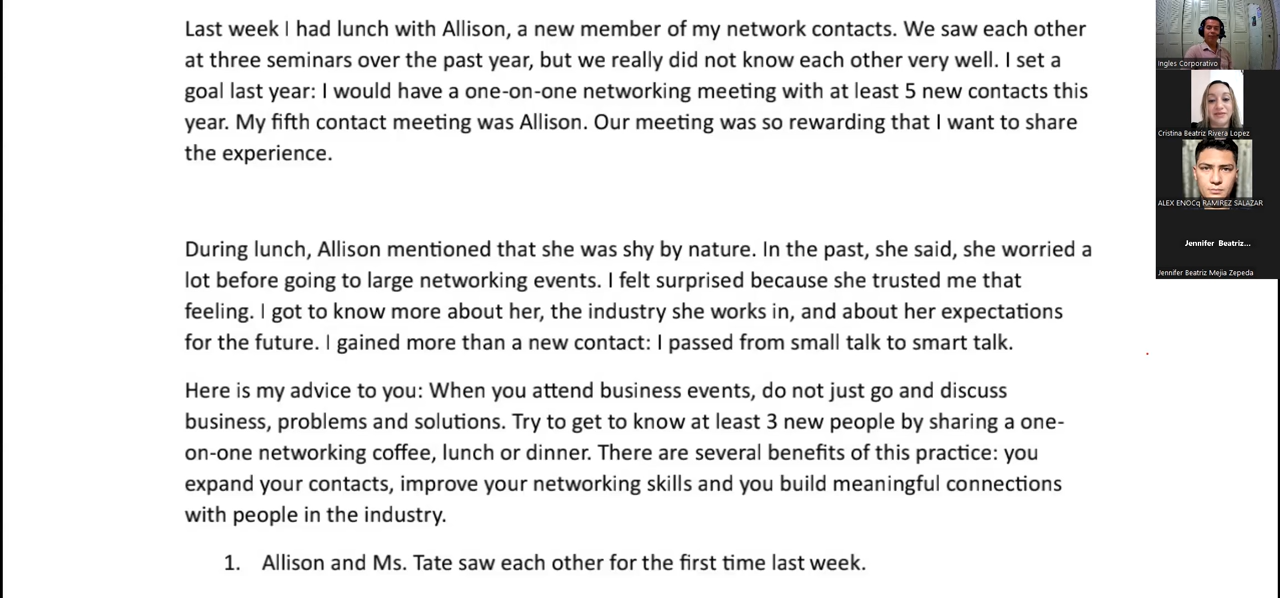 Last week I had lunch with Allison, a new member of my network contacts. We saw each other
at three seminars over the past year, but we really did not know each other very well. I set a
goal last year: I would have a one-on-one networking meeting with at least 5 new contacts this
year. My fifth contact meeting was Allison. Our meeting was so rewarding that I want to share
the experience.
During lunch, Allison mentioned that she was shy by nature. In the past, she said, she worried a
lot before going to large networking events. I felt surprised because she trusted me that
feeling. I got to know more about her, the industry she works in, and about her expectations
for the future. I gained more than a new contact: I passed from small talk to smart talk.
Here is my advice to you: When you attend business events, do not just go and discuss
business, problems and solutions. Try to get to know at least 3 new people by sharing a one-
on-one networking coffee, lunch or dinner. There are several benefits of this practice: you
expand your contacts, improve your networking skills and you build meaningful connections
with people in the industry.
1. Allison and Ms. Tate saw each other for the first time last week.
Ingles Corporativo
Cristina Beatriz Rivera Lopez
ALEX ENOCq RAMIREZ SALAZAR
Jennifer Beatriz...
Jennifer Beatriz Mejia Zepeda